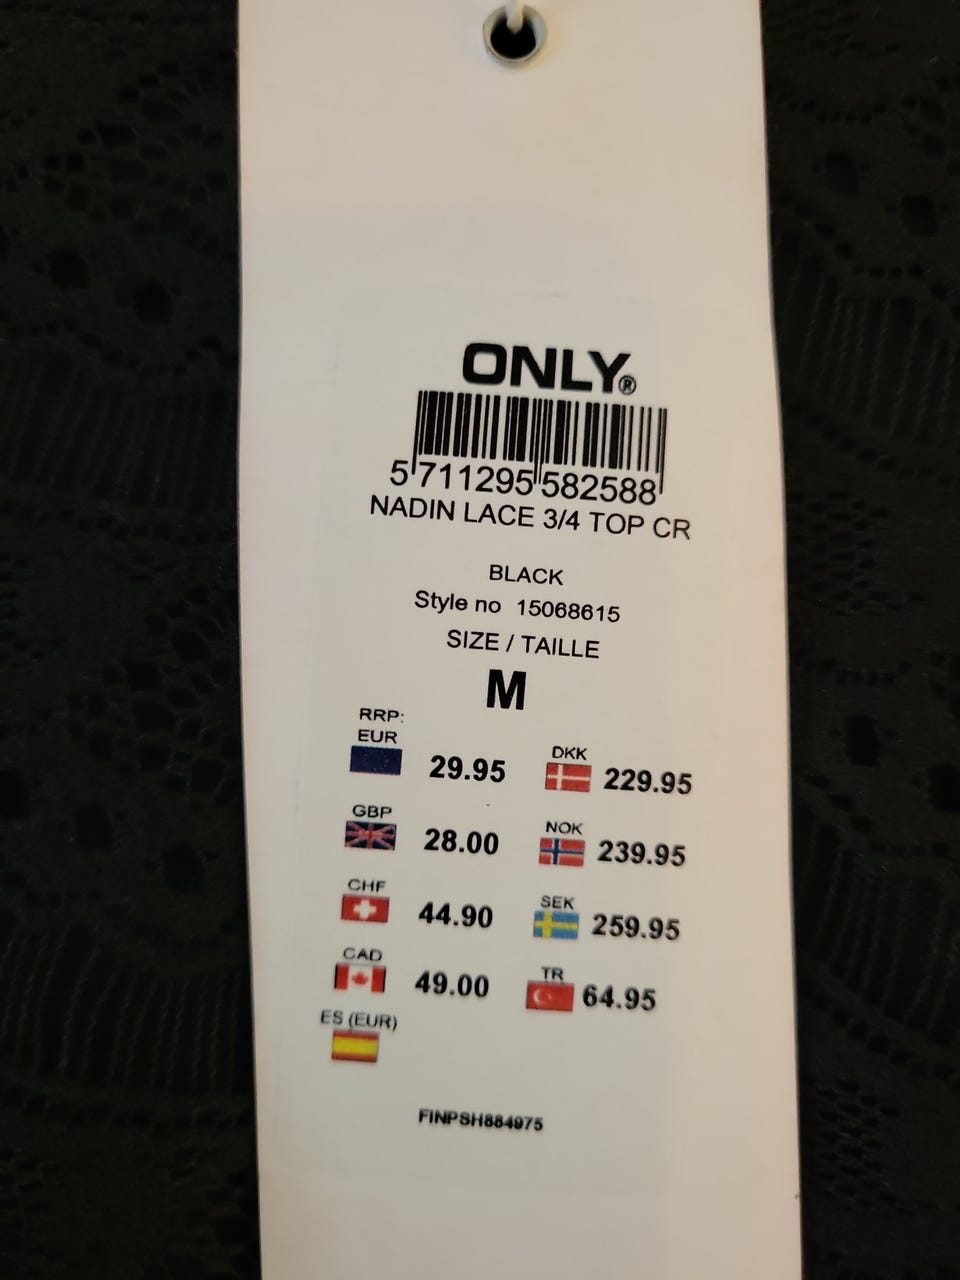 ONLY®
5 711295 582588
NADIN LACE 3/4 TOP CR
BLACK
Style no 15068615
SIZE / TAILLE
M
RRP:
EUR 29.95 DKK 229.95
GBP 28.00 NOK 239.95
CHF 44.90 SEK 259.95
CAD 49.00 TR 64.95
ES (EUR)
FINPSH884975